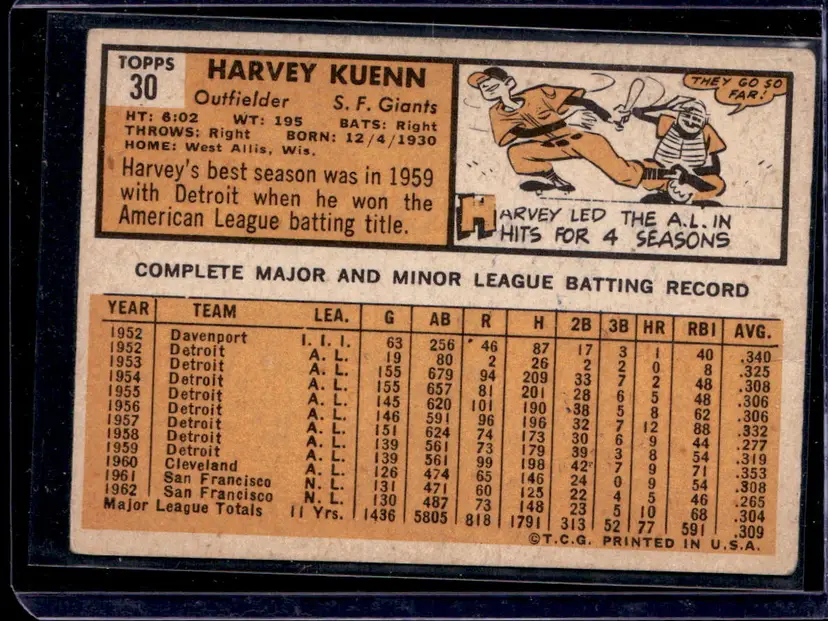 TOPPS
30
HARVEY KUENN
Outfielder S. F. Giants
HT: 6:02 WT: 195 BATS: Right
THROWS: Right BORN: 12/4/1930
HOME: West Allis, Wis.
Harvey's best season was in 1959
with Detroit when he won the
American League batting title.
THEY GO SO
FAR!
HARVEY LED THE A.L. IN
HITS FOR 4 SEASONS
COMPLETE MAJOR AND MINOR LEAGUE BATTING RECORD
YEAR TEAM LEA. G AB R H 2B 3B HR RBI AVG.
1952 Davenport I. I. I. 63 256 46 87 17 3 1 40 .340
1952 Detroit A. L. 19 80 2 26 2 2 0 8 .325
1953 Detroit A. L. 155 679 94 209 33 7 2 48 .308
1954 Detroit A. L. 155 657 81 201 28 6 5 48 .306
1955 Detroit A. L. 145 620 101 190 38 5 8 62 .306
1956 Detroit A. L. 146 591 96 196 32 7 12 88 .332
1957 Detroit A. L. 151 624 74 173 30 6 9 44 .277
1958 Detroit A. L. 139 561 73 179 39 3 8 54 .319
1959 Detroit A. L. 139 561 99 198 42 7 9 71 .353
1960 Cleveland A. L. 126 474 65 146 24 0 9 54 .308
1961 San Francisco N. L. 131 471 60 125 22 4 5 46 .265
1962 San Francisco N. L. 130 487 73 148 23 5 10 68 .304
Major League Totals 11 Yrs. 1436 5805 818 1791 313 52 77 591 .309
©T.C.G. PRINTED IN U.S.A.